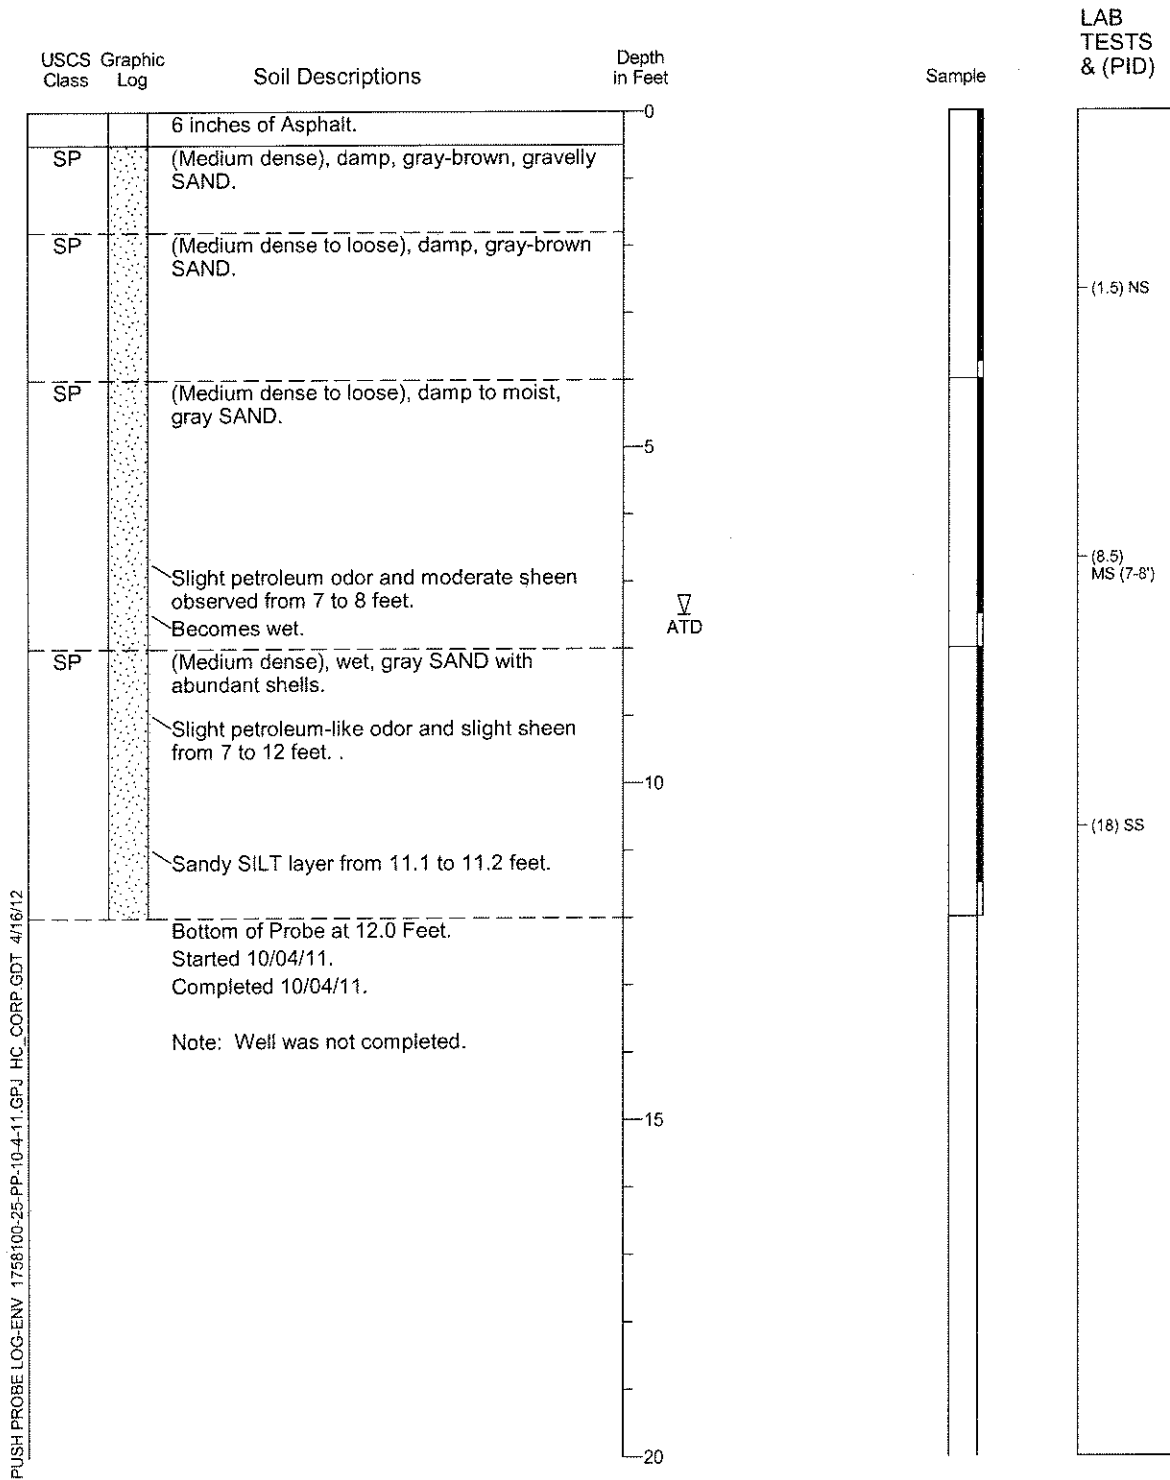 LAB
TESTS
& (PID)
USCS Graphic
Class Log
Soil Descriptions
Depth
in Feet
Sample
0
6 inches of Asphalt.
SP
(Medium dense), damp, gray-brown, gravelly
SAND.
SP
(Medium dense to loose), damp, gray-brown
SAND.
(1.5) NS
SP
(Medium dense to loose), damp to moist,
gray SAND.
5
(8.5)
MS (7-8')
Slight petroleum odor and moderate sheen
observed from 7 to 8 feet.
Becomes wet.
ATD
SP
(Medium dense), wet, gray SAND with
abundant shells.
Slight petroleum-like odor and slight sheen
from 7 to 12 feet. .
10
(18) SS
Sandy SILT layer from 11.1 to 11.2 feet.
Bottom of Probe at 12.0 Feet.
Started 10/04/11.
Completed 10/04/11.
Note: Well was not completed.
15
20
PUSH PROBE LOG-ENV 1758100-25-PP-10-4-11.GPJ HC_CORP.GDT 4/16/12